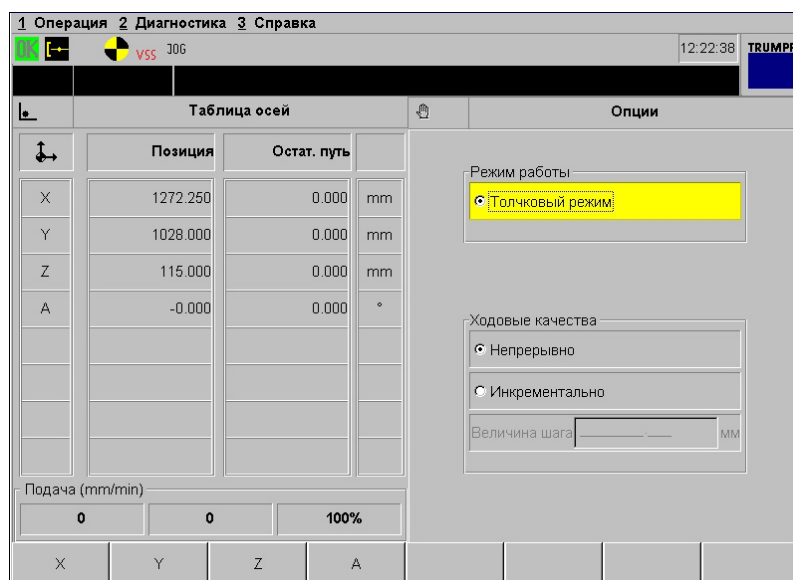 1 Операция 2 Диагностика 3 Справка
OK VSS JOG 12:22:38 TRUMPF
Таблица осей Опции
Позиция Остат. путь
Режим работы
X 1272.250 0.000 mm Толчковый режим
Y 1028.000 0.000 mm
Z 115.000 0.000 mm
A -0.000 0.000 °
Ходовые качества
Непрерывно
Инкрементально
Величина шага мм
Подача (mm/min)
0 0 100%
X Y Z A